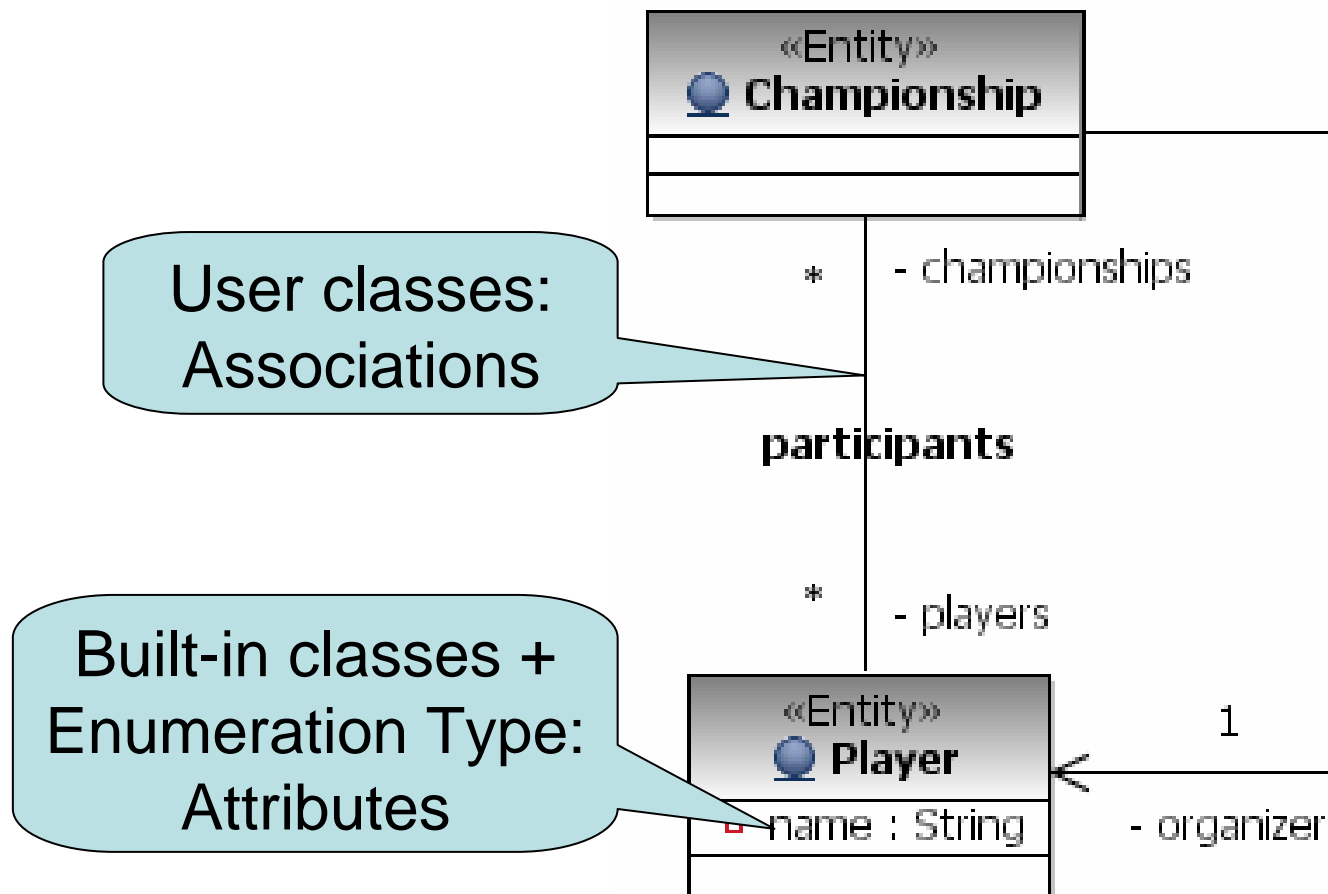 «Entity»
Championship
* - championships
User classes:
Associations
participants
* - players
Built-in classes +
Enumeration Type:
Attributes
«Entity»
Player
name : String
1
- organizer